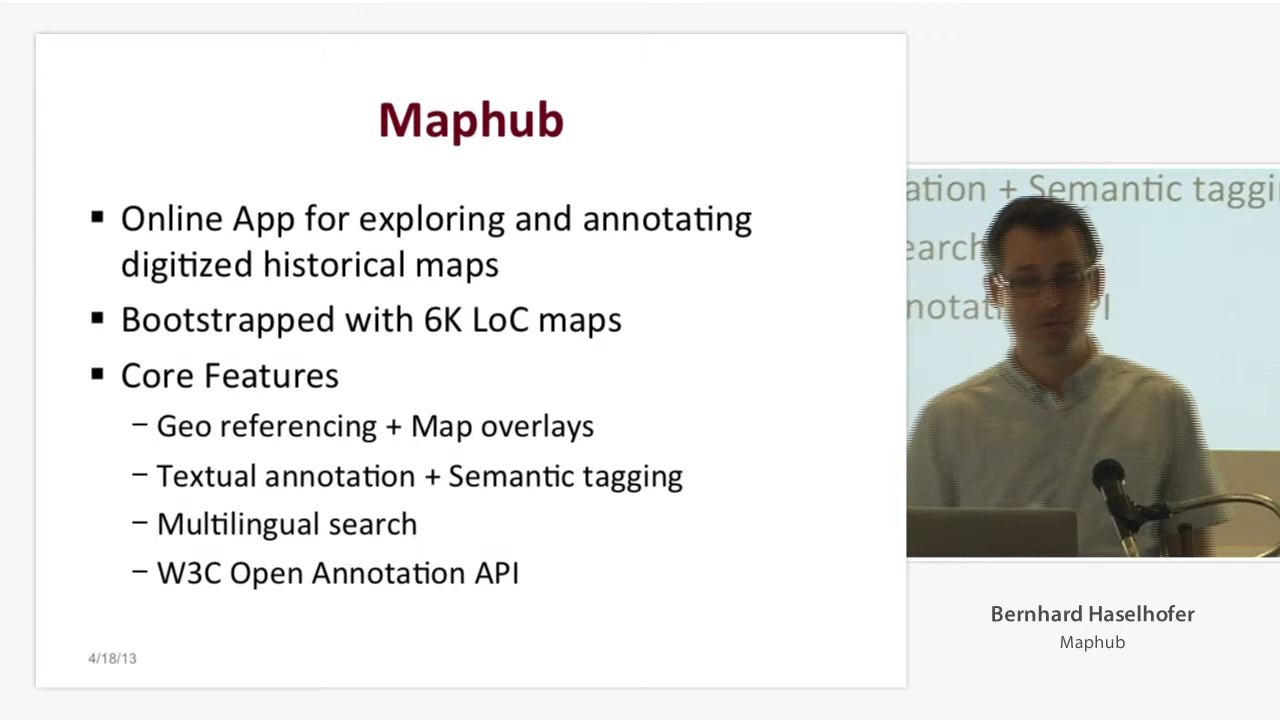 Maphub
▪ Online App for exploring and annotating
digitized historical maps
▪ Bootstrapped with 6K LoC maps
▪ Core Features
– Geo referencing + Map overlays
– Textual annotation + Semantic tagging
– Multilingual search
– W3C Open Annotation API
4/18/13
ation + Semantic taggi
earch
notati PI
Bernhard Haselhofer
Maphub